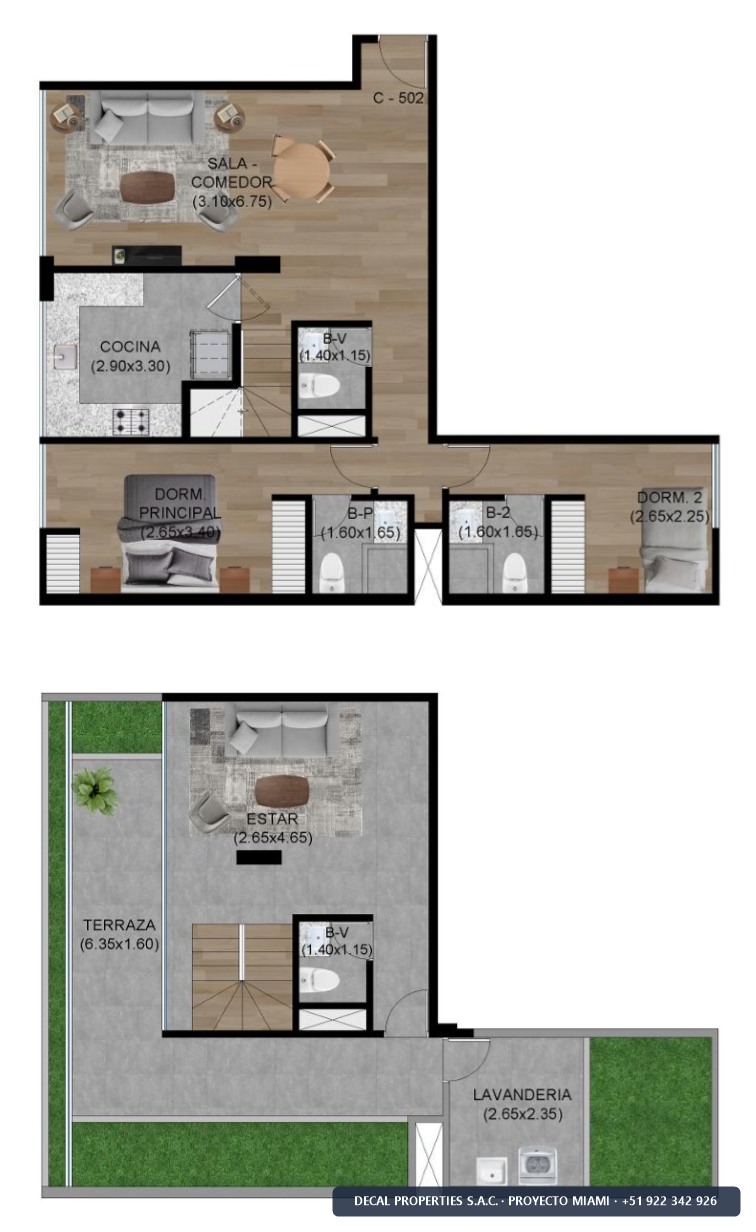 C - 502
SALA -
COMEDOR
(3.10x6.75)
COCINA
(2.90x3.30)
B-V
(1.40x1.15)
DORM.
PRINCIPAL
(2.65x3.40)
B-P
(1.60x1.65)
B-2
(1.60x1.65)
DORM. 2
(2.65x2.25)
ESTAR
(2.65x4.65)
TERRAZA
(6.35x1.60)
B-V
(1.40x1.15)
LAVANDERIA
(2.65x2.35)
DECAL PROPERTIES S.A.C. · PROYECTO MIAMI · +51 922 342 926